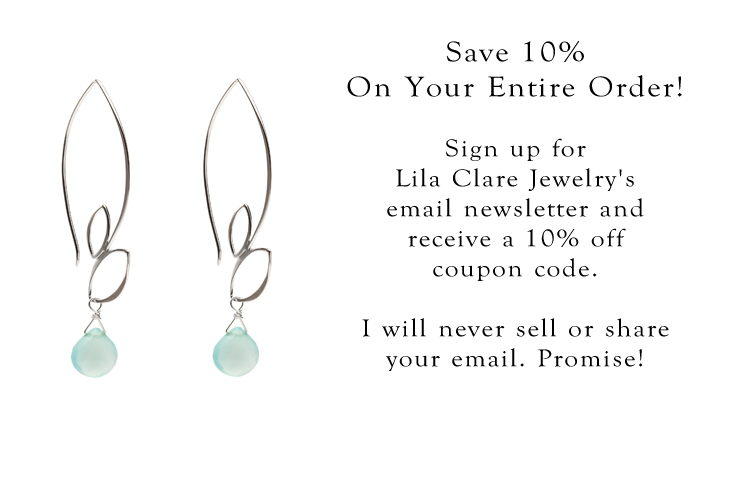 Save 10%
On Your Entire Order!
Sign up for
Lila Clare Jewelry's
email newsletter and
receive a 10% off
coupon code.
I will never sell or share
your email. Promise!